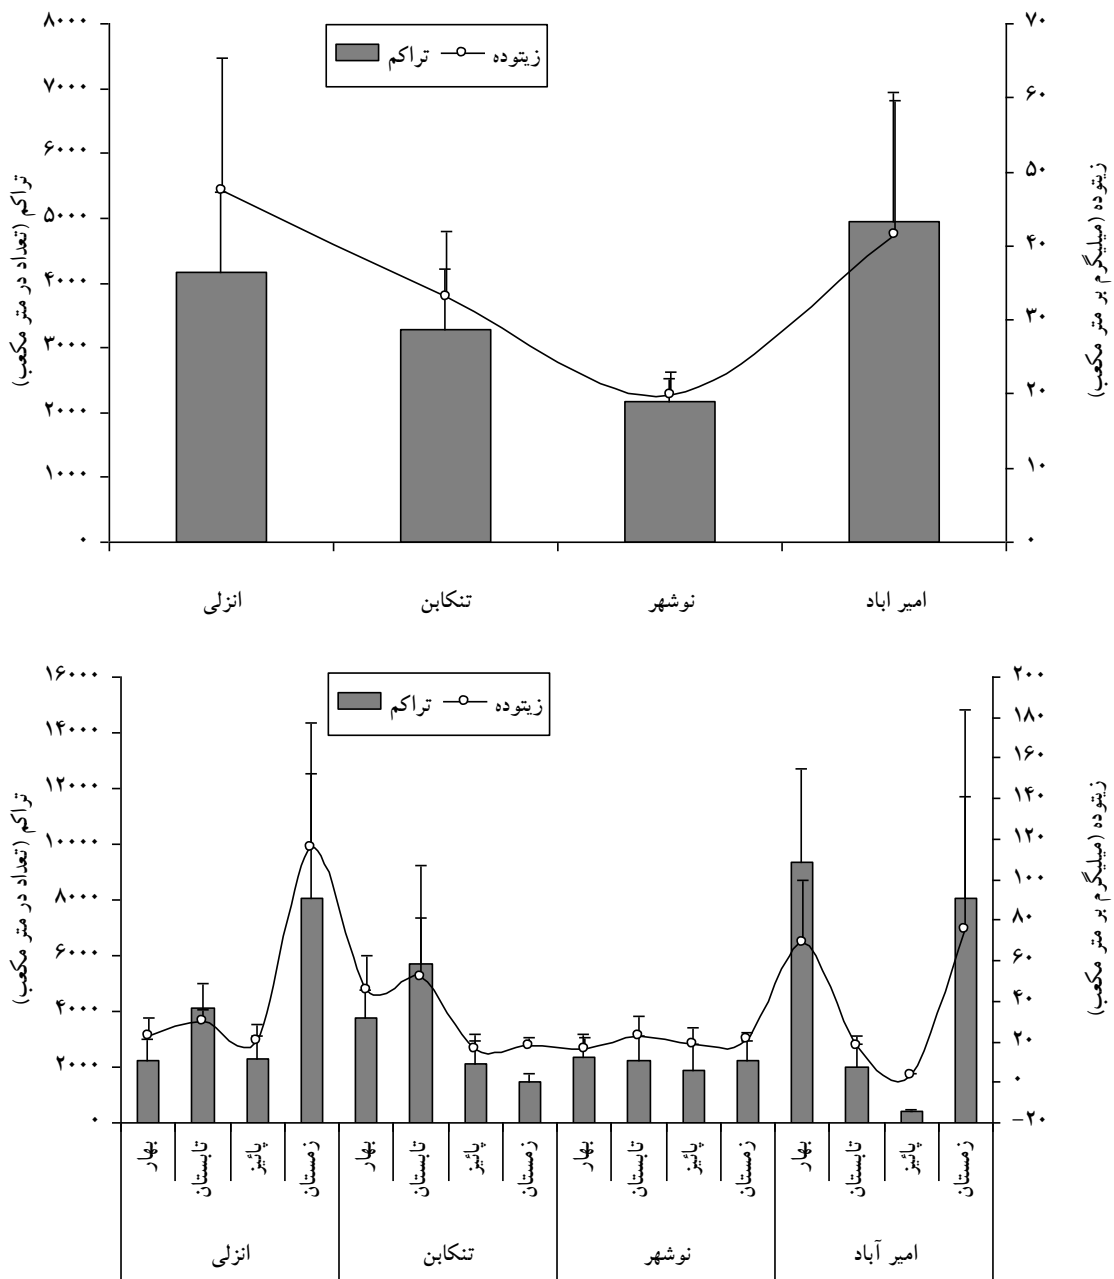 ۸۰۰۰
۷۰۰۰
۶۰۰۰
۵۰۰۰
۴۰۰۰
۳۰۰۰
۲۰۰۰
۱۰۰۰
۰
تراکم (تعداد در متر مکعب)
تراکم
زیتوده
۷۰
۶۰
۵۰
۴۰
۳۰
۲۰
۱۰
۰
زیتوده (میلیگرم بر متر مکعب)
انزلی
تنکابن
نوشهر
امیر اباد
۱۶۰۰۰
۱۴۰۰۰
۱۲۰۰۰
۱۰۰۰۰
۸۰۰۰
۶۰۰۰
۴۰۰۰
۲۰۰۰
۰
تراکم (تعداد در متر مکعب)
تراکم
زیتوده
۲۰۰
۱۸۰
۱۶۰
۱۴۰
۱۲۰
۱۰۰
۸۰
۶۰
۴۰
۲۰
۰
-۲۰
زیتوده (میلیگرم بر متر مکعب)
بهار
تابستان
پائیز
زمستان
بهار
تابستان
پائیز
زمستان
بهار
تابستان
پائیز
زمستان
بهار
تابستان
پائیز
زمستان
انزلی
تنکابن
نوشهر
امیر آباد